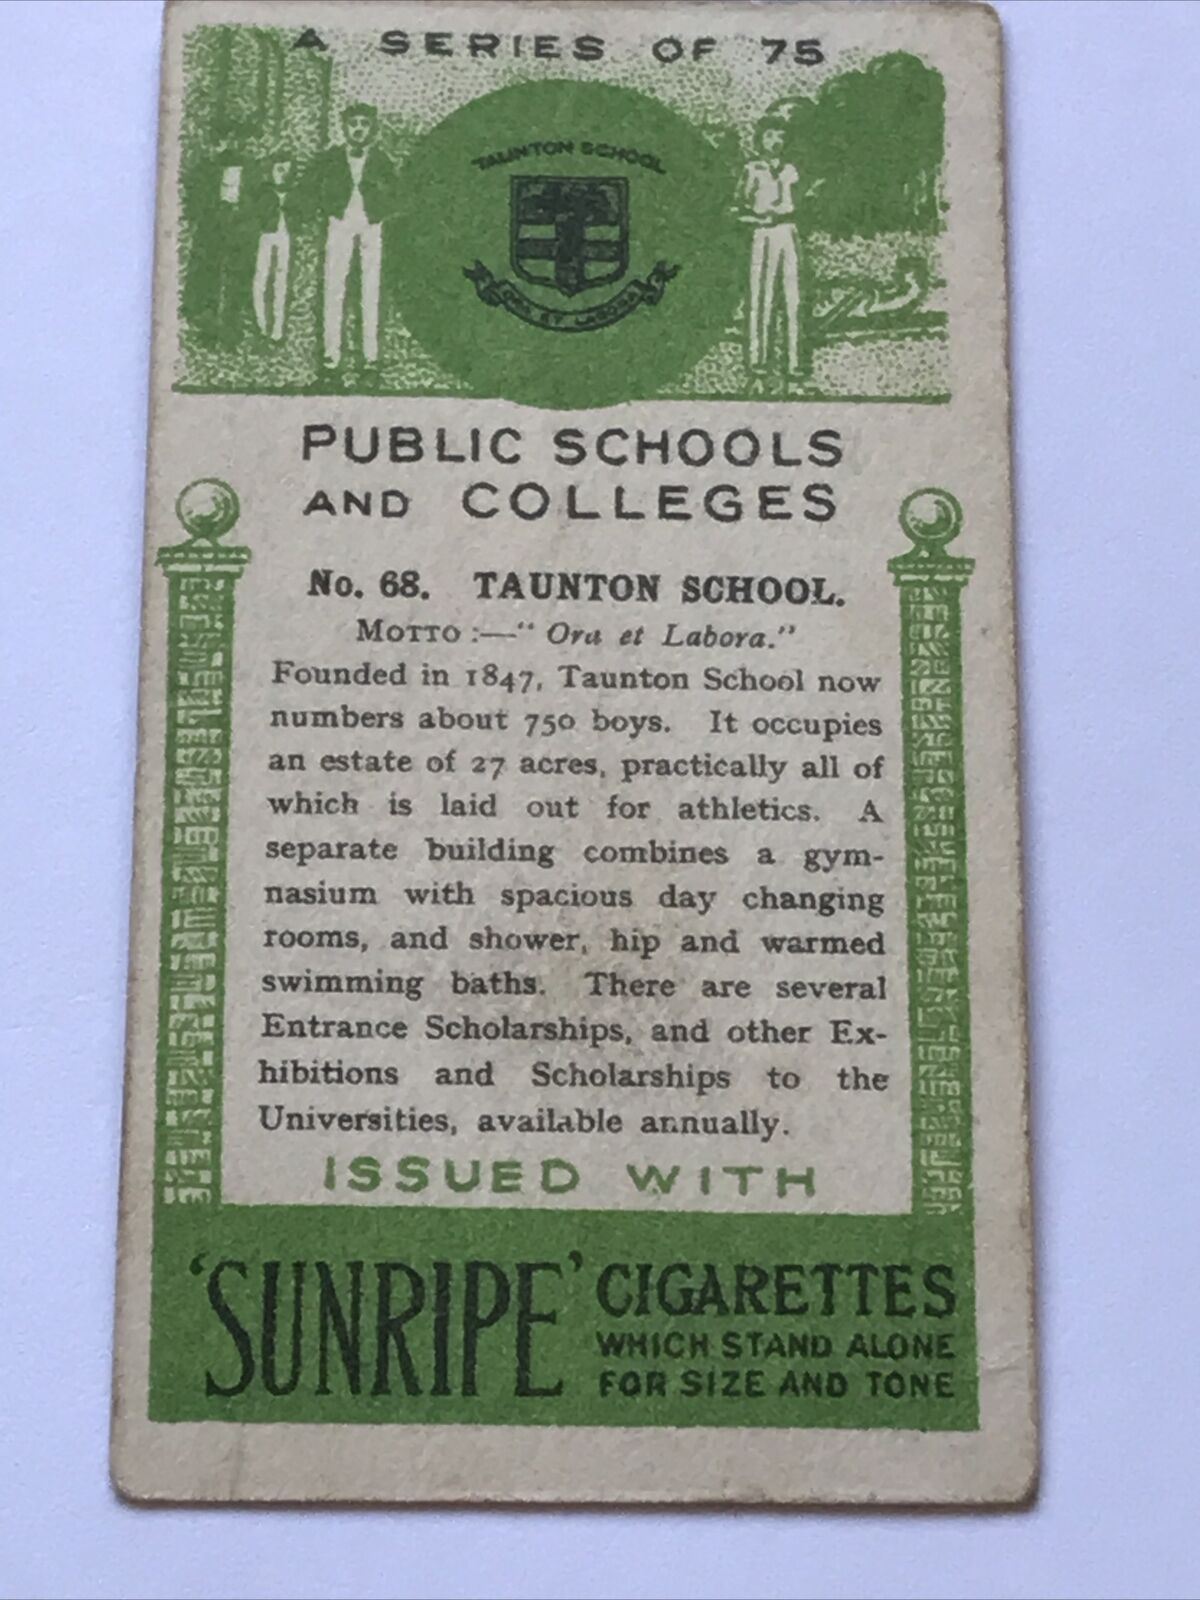 A SERIES OF 75
TAUNTON SCHOOL
ORA ET LABORA
PUBLIC SCHOOLS
AND COLLEGES
No. 68. TAUNTON SCHOOL.
MOTTO :—" Ora et Labora."
Founded in 1847, Taunton School now
numbers about 750 boys. It occupies
an estate of 27 acres, practically all of
which is laid out for athletics. A
separate building combines a gym-
nasium with spacious day changing
rooms, and shower, hip and warmed
swimming baths. There are several
Entrance Scholarships, and other Ex-
hibitions and Scholarships to the
Universities, available annually.
ISSUED WITH
'SUNRIPE' CIGARETTES
WHICH STAND ALONE
FOR SIZE AND TONE